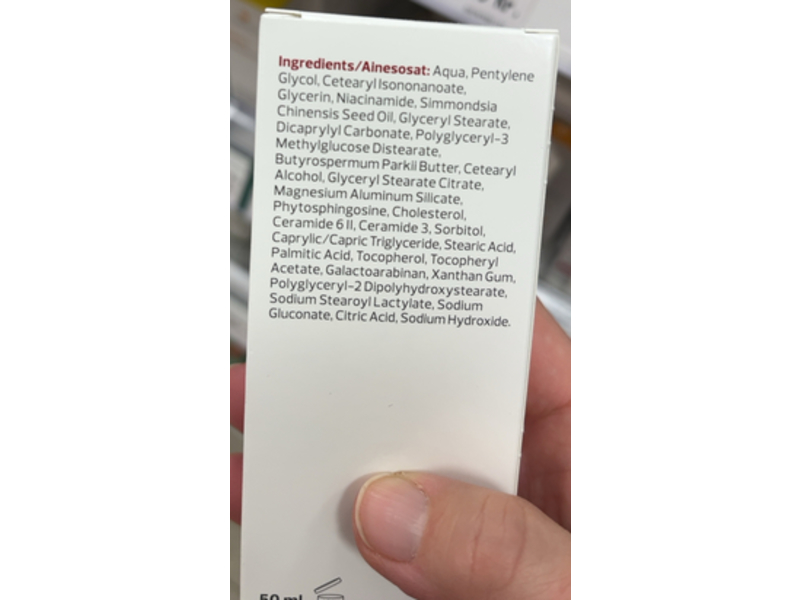 Ingredients/Ainesosat: Aqua, Pentylene
Glycol, Cetearyl Isononanoate,
Glycerin, Niacinamide, Simmondsia
Chinensis Seed Oil, Glyceryl Stearate,
Dicaprylyl Carbonate, Polyglyceryl-3
Methylglucose Distearate,
Butyrospermum Parkii Butter, Cetearyl
Alcohol, Glyceryl Stearate Citrate,
Magnesium Aluminum Silicate,
Phytosphingosine, Cholesterol,
Ceramide 6 II, Ceramide 3, Sorbitol,
Caprylic/Capric Triglyceride, Stearic Acid,
Palmitic Acid, Tocopherol, Tocopheryl
Acetate, Galactoarabinan, Xanthan Gum,
Polyglyceryl-2 Dipolyhydroxystearate,
Sodium Stearoyl Lactylate, Sodium
Gluconate, Citric Acid, Sodium Hydroxide.
50 ml